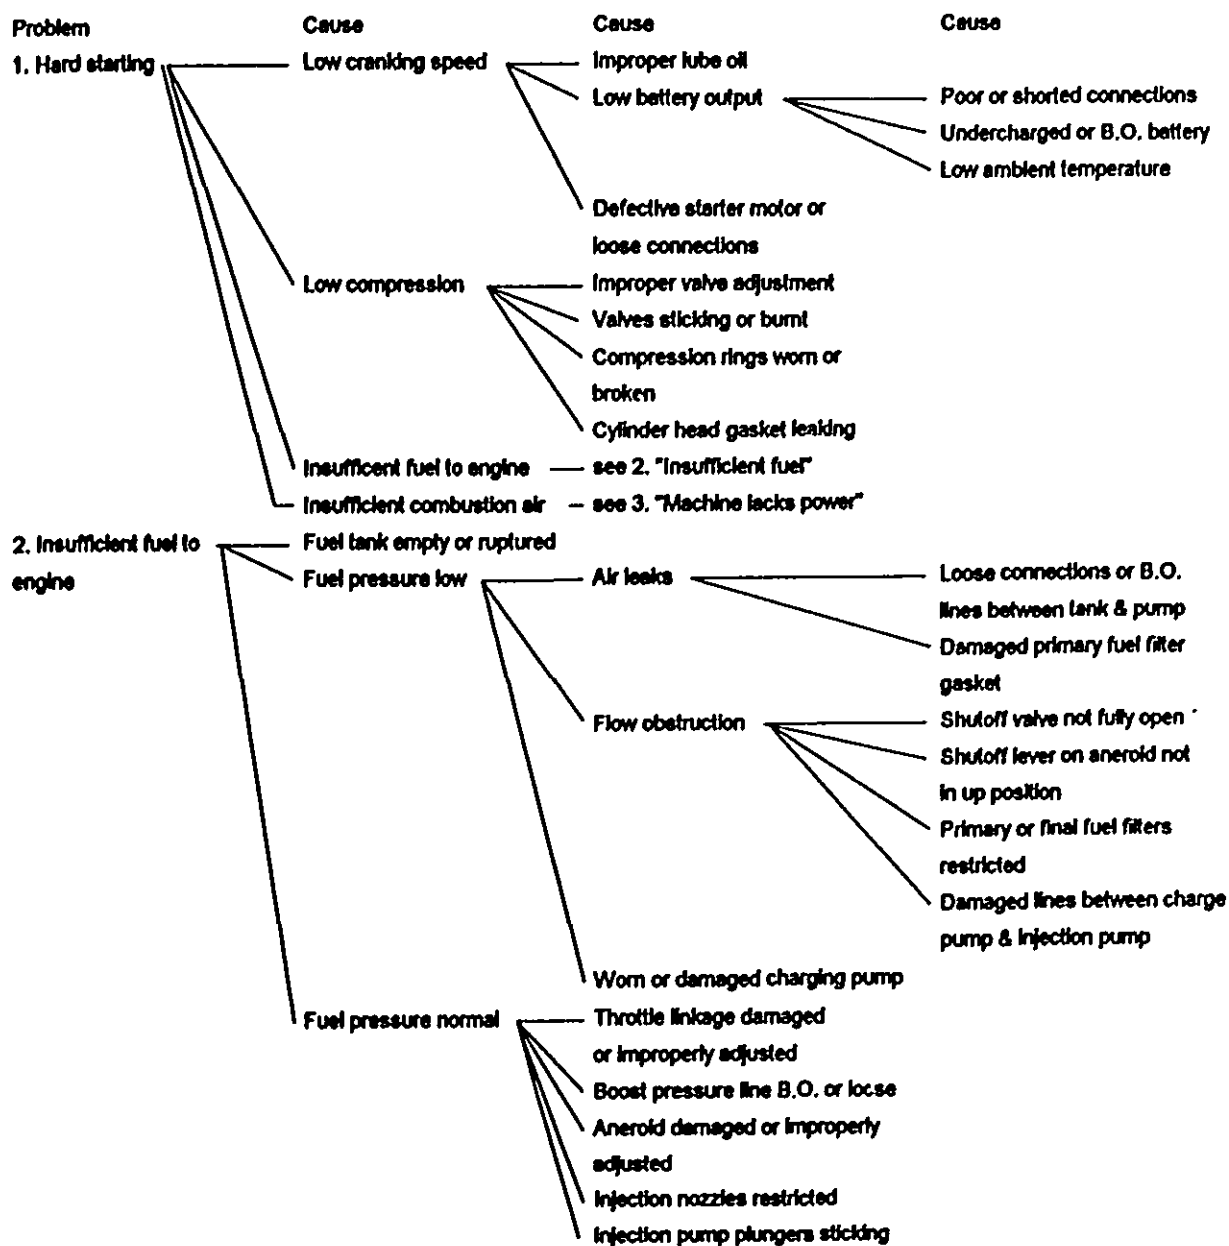 Problem Cause Cause Cause
1. Hard starting Low cranking speed Improper lube oil
Low battery output Poor or shorted connections
Undercharged or B.O. battery
Low ambient temperature
Defective starter motor or
loose connections
Low compression Improper valve adjustment
Valves sticking or burnt
Compression rings worn or
broken
Cylinder head gasket leaking
Insufficent fuel to engine see 2. "Insufficient fuel"
Insufficient combustion air see 3. "Machine lacks power"
2. Insufficient fuel to Fuel tank empty or ruptured
engine Fuel pressure low Air leaks Loose connections or B.O.
lines between tank & pump
Damaged primary fuel filter
gasket
Flow obstruction Shutoff valve not fully open
Shutoff lever on aneroid not
in up position
Primary or final fuel filters
restricted
Damaged lines between charge
pump & injection pump
Worn or damaged charging pump
Fuel pressure normal Throttle linkage damaged
or improperly adjusted
Boost pressure line B.O. or loose
Aneroid damaged or improperly
adjusted
Injection nozzles restricted
Injection pump plungers sticking